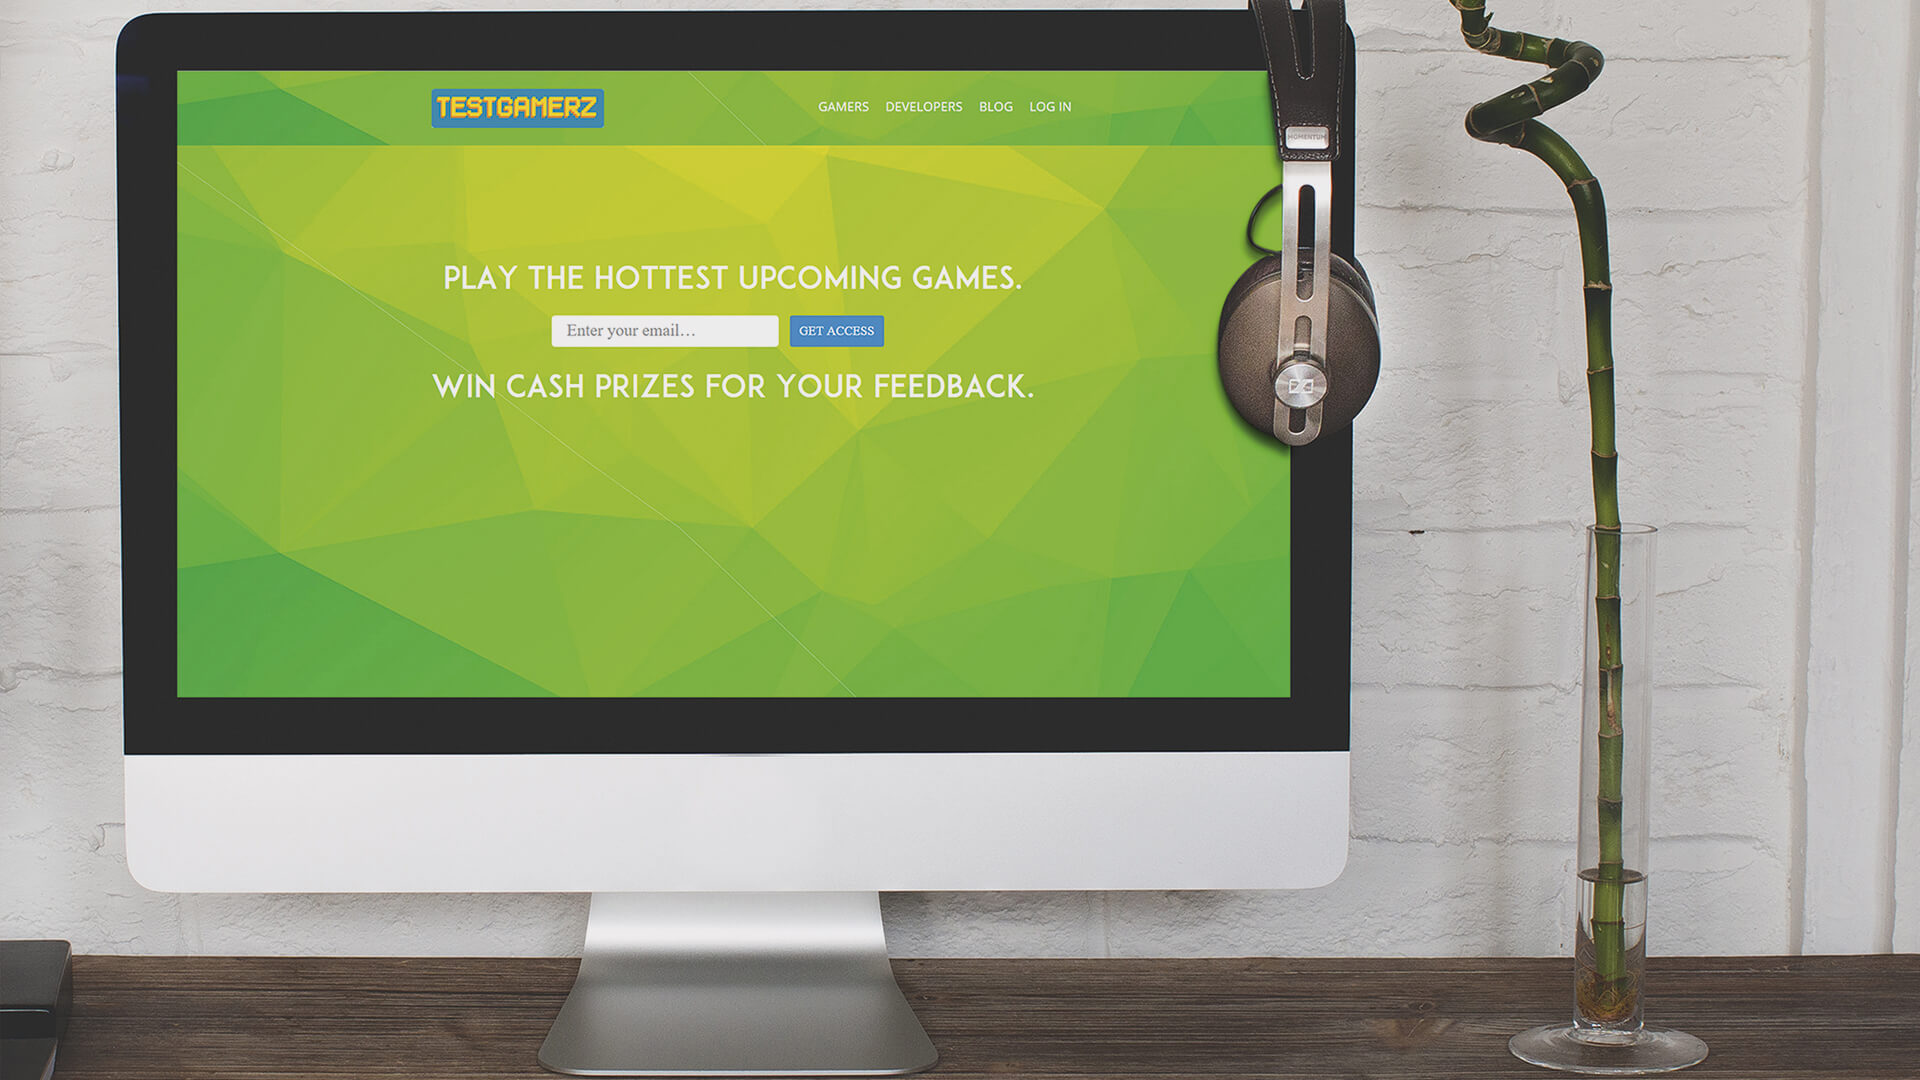 TESTGAMERZ
GAMERS DEVELOPERS BLOG LOG IN
PLAY THE HOTTEST UPCOMING GAMES.
Enter your email...
GET ACCESS
WIN CASH PRIZES FOR YOUR FEEDBACK.
MOMENTUM